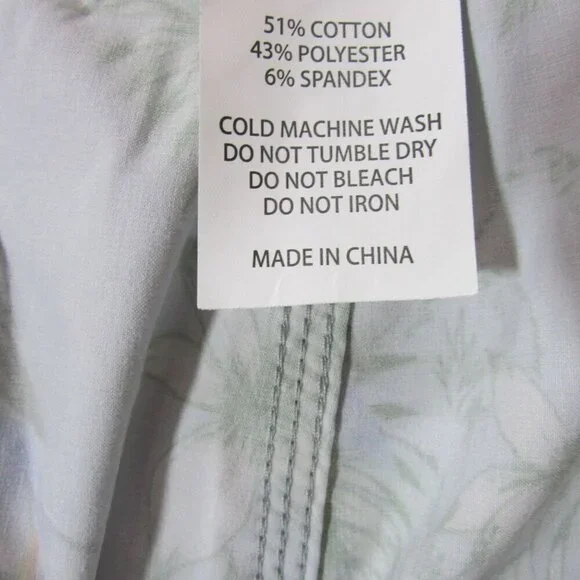 51% COTTON
43% POLYESTER
6% SPANDEX
COLD MACHINE WASH
DO NOT TUMBLE DRY
DO NOT BLEACH
DO NOT IRON
MADE IN CHINA